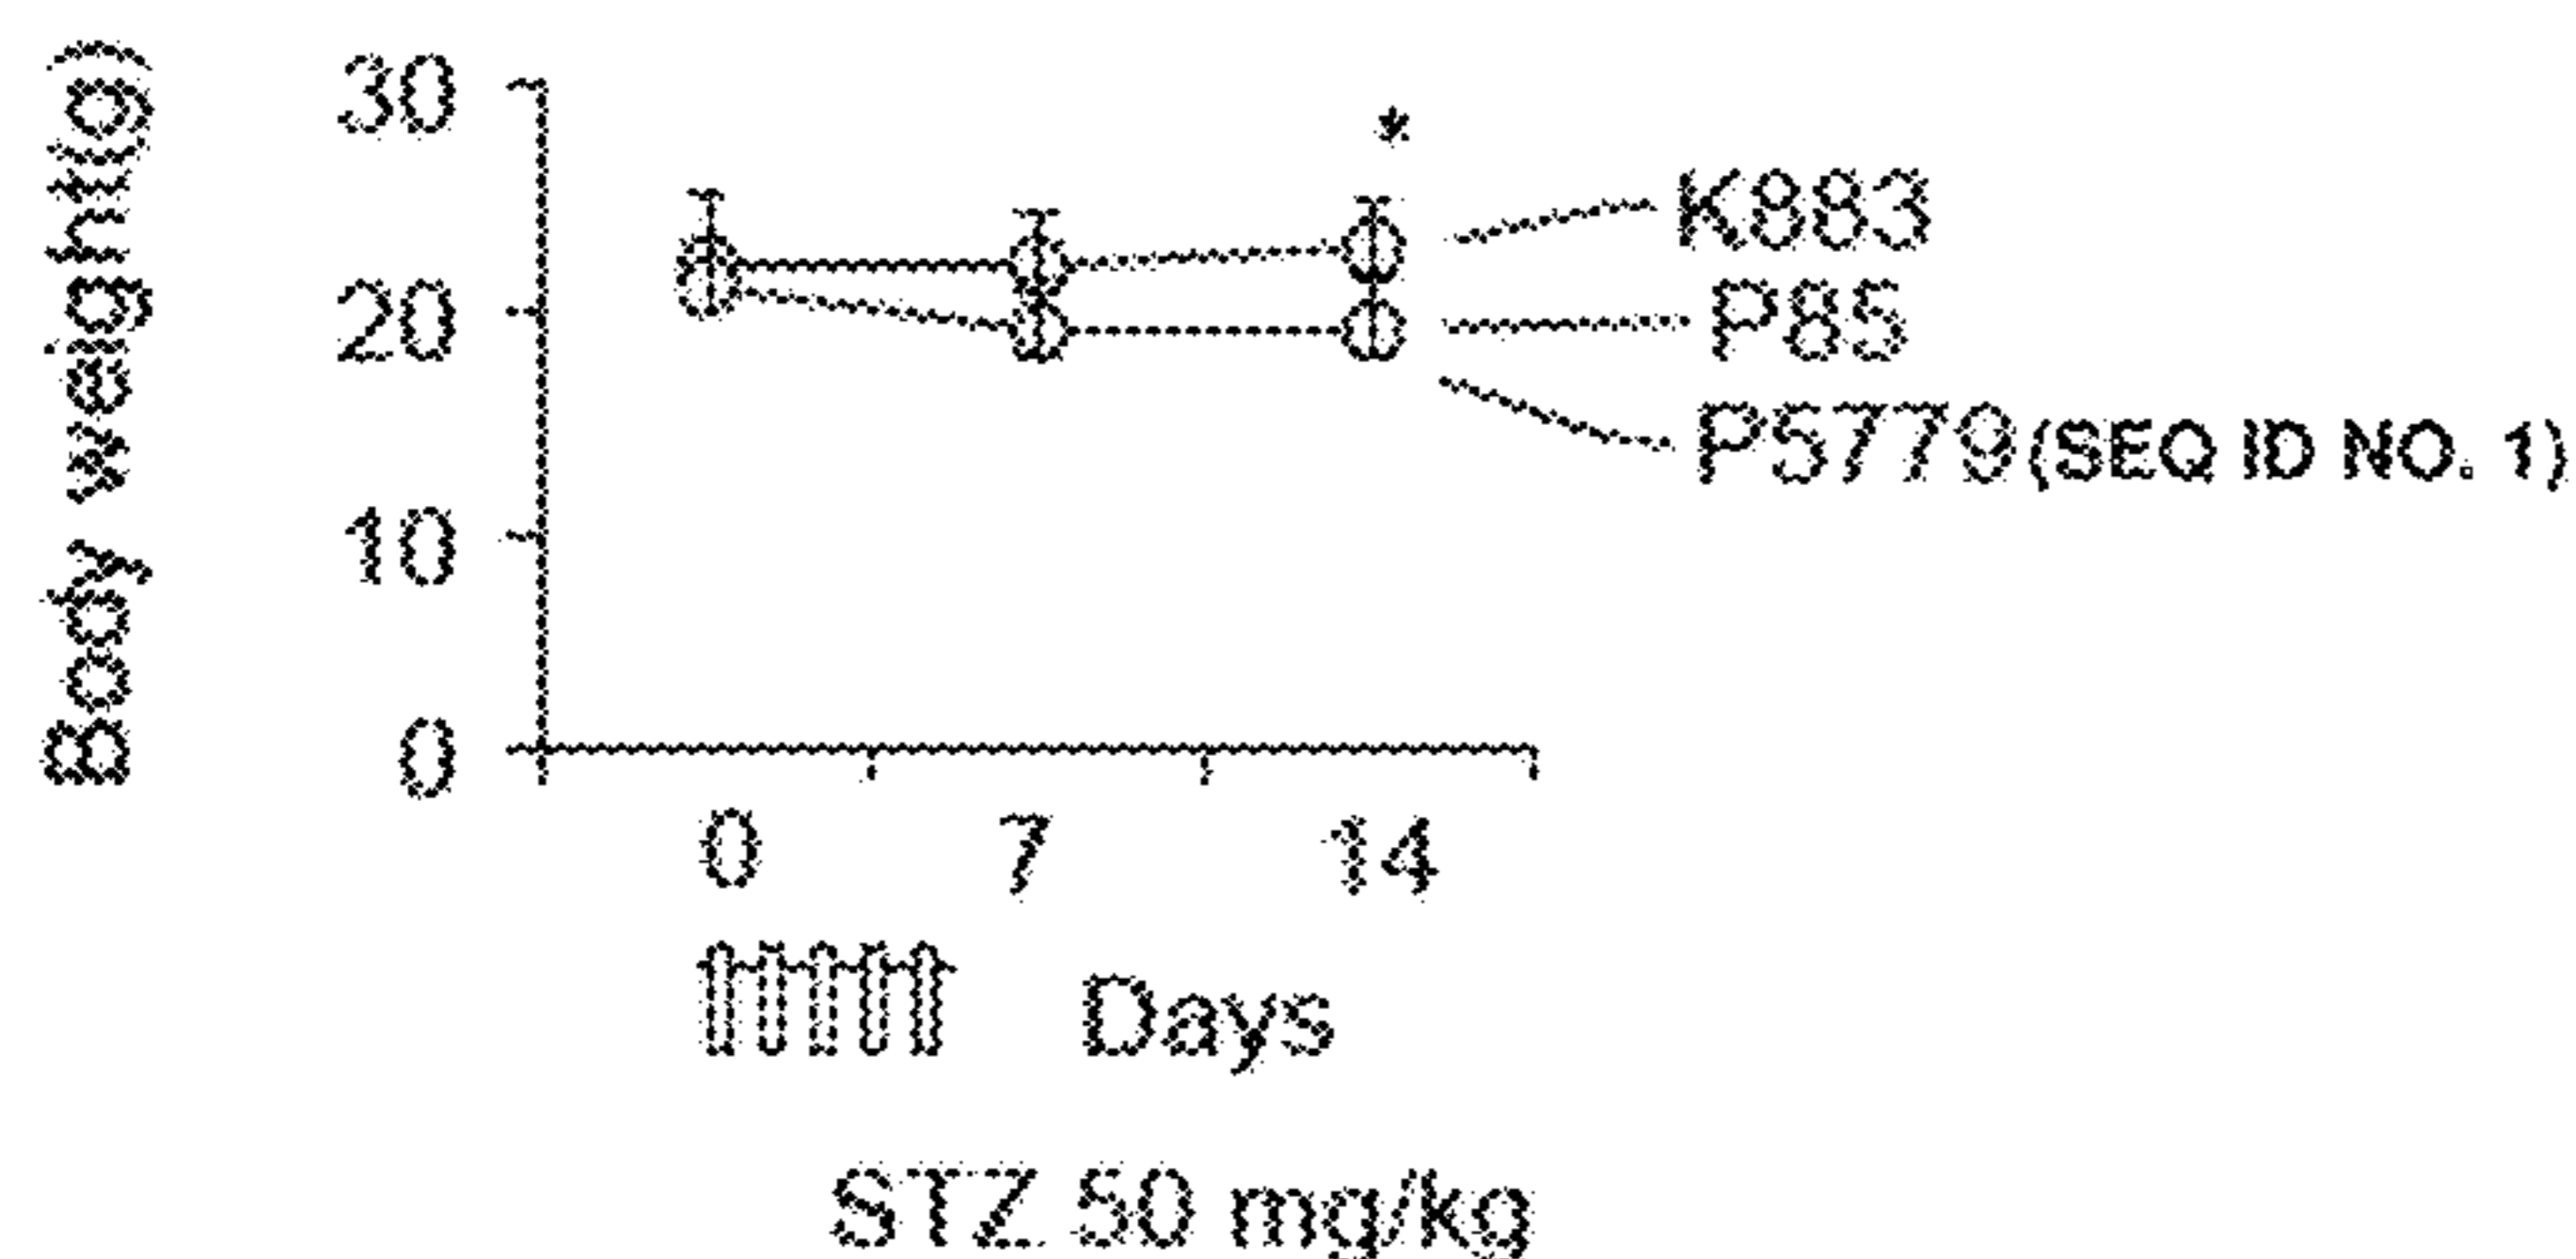 Body weight(g)
30
20
10
0
*
K883
P85
P5779(SEQ ID NO. 1)
0 7 14
Days
STZ 50 mg/kg